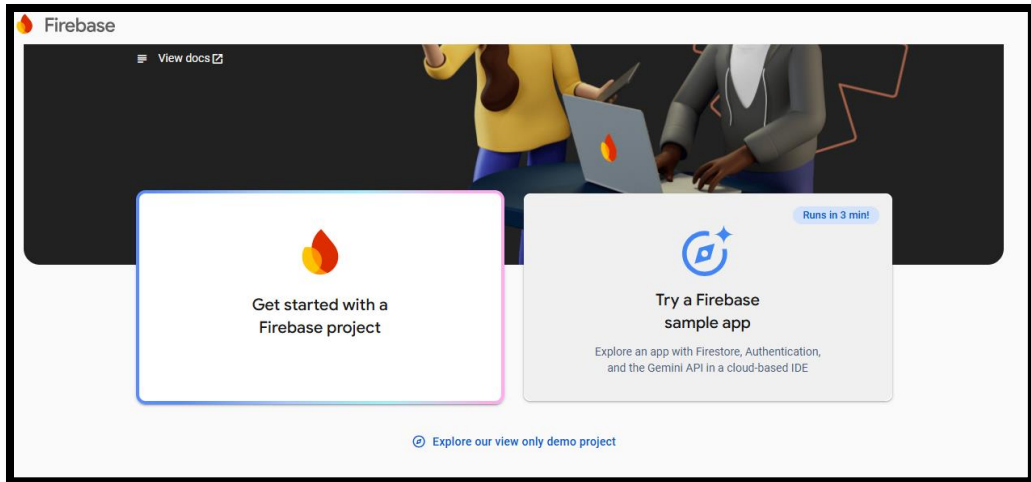 Firebase
View docs
Runs in 3 min!
Get started with a
Firebase project
Try a Firebase
sample app
Explore an app with Firestore, Authentication,
and the Gemini API in a cloud-based IDE
Explore our view only demo project